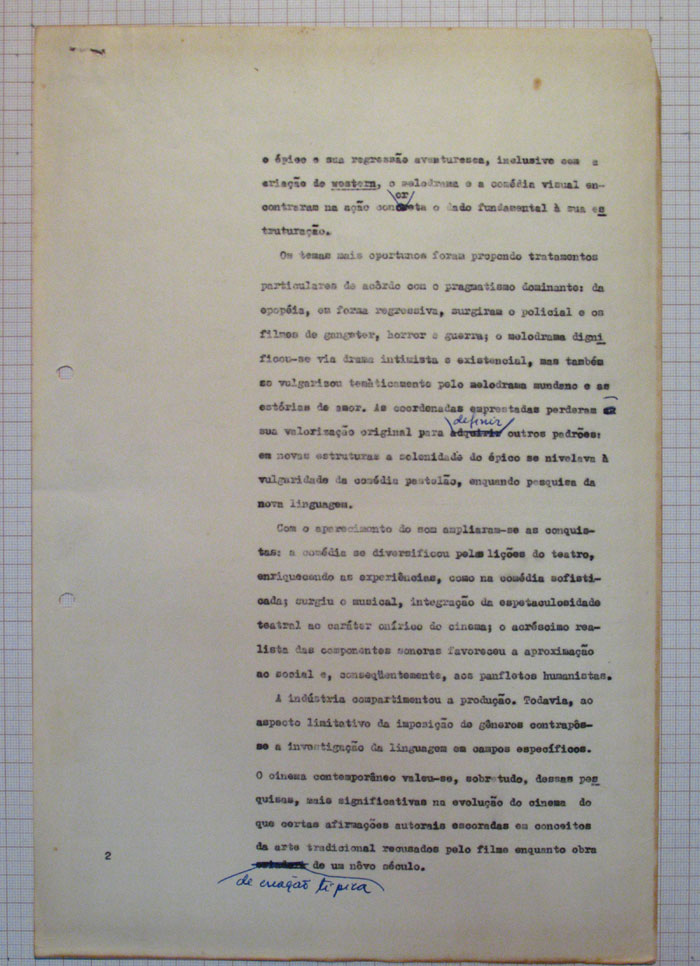 o épico e sua regressão aventuresca, inclusive com a
criação do western, o melodrama e a comédia visual en-
or
contraram na ação concreta o dado fundamental à sua es
truturação.
Os temas mais oportunos foram propondo tratamentos
particulares de acôrdo com o pragmatismo dominante: da
epopéia, em forma regressiva, surgiram o policial e os
filmes de gangster, horror e guerra; o melodrama digni
ficou-se via drama intimista e existencial, mas também
se vulgarizou temàticamente pelo melodrama mundano e as
estórias de amor. As coordenadas emprestadas perderam a
definir
sua valorização original para adquirir outros padrões:
em novas estruturas a solenidade do épico se nivelava à
vulgaridade da comédia pastelão, enquando pesquisa da
nova linguagem.
Com o aparecimento do som ampliaram-se as conquis-
tas: a comédia se diversificou pelas lições do teatro,
enriquecendo as experiências, como na comédia sofisti-
cada; surgiu o musical, integração da espetaculosidade
teatral ao caráter onírico do cinema; o acréscimo rea-
lista das componentes sonoras favoreceu a aproximação
ao social e, conseqüentemente, aos panfletos humanistas.
A indústria compartimentou a produção. Todavia, ao
aspecto limitativo da imposição de gêneros contrapôs-
se a investigação da linguagem em campos específicos.
O cinema contemporâneo valeu-se, sobretudo, dessas pes
quisas, mais significativas na evolução do cinema do
que certas afirmações autorais escoradas em conceitos
da arte tradicional recusados pelo filme enquanto obra
de um nôvo século.
de criação típica
2